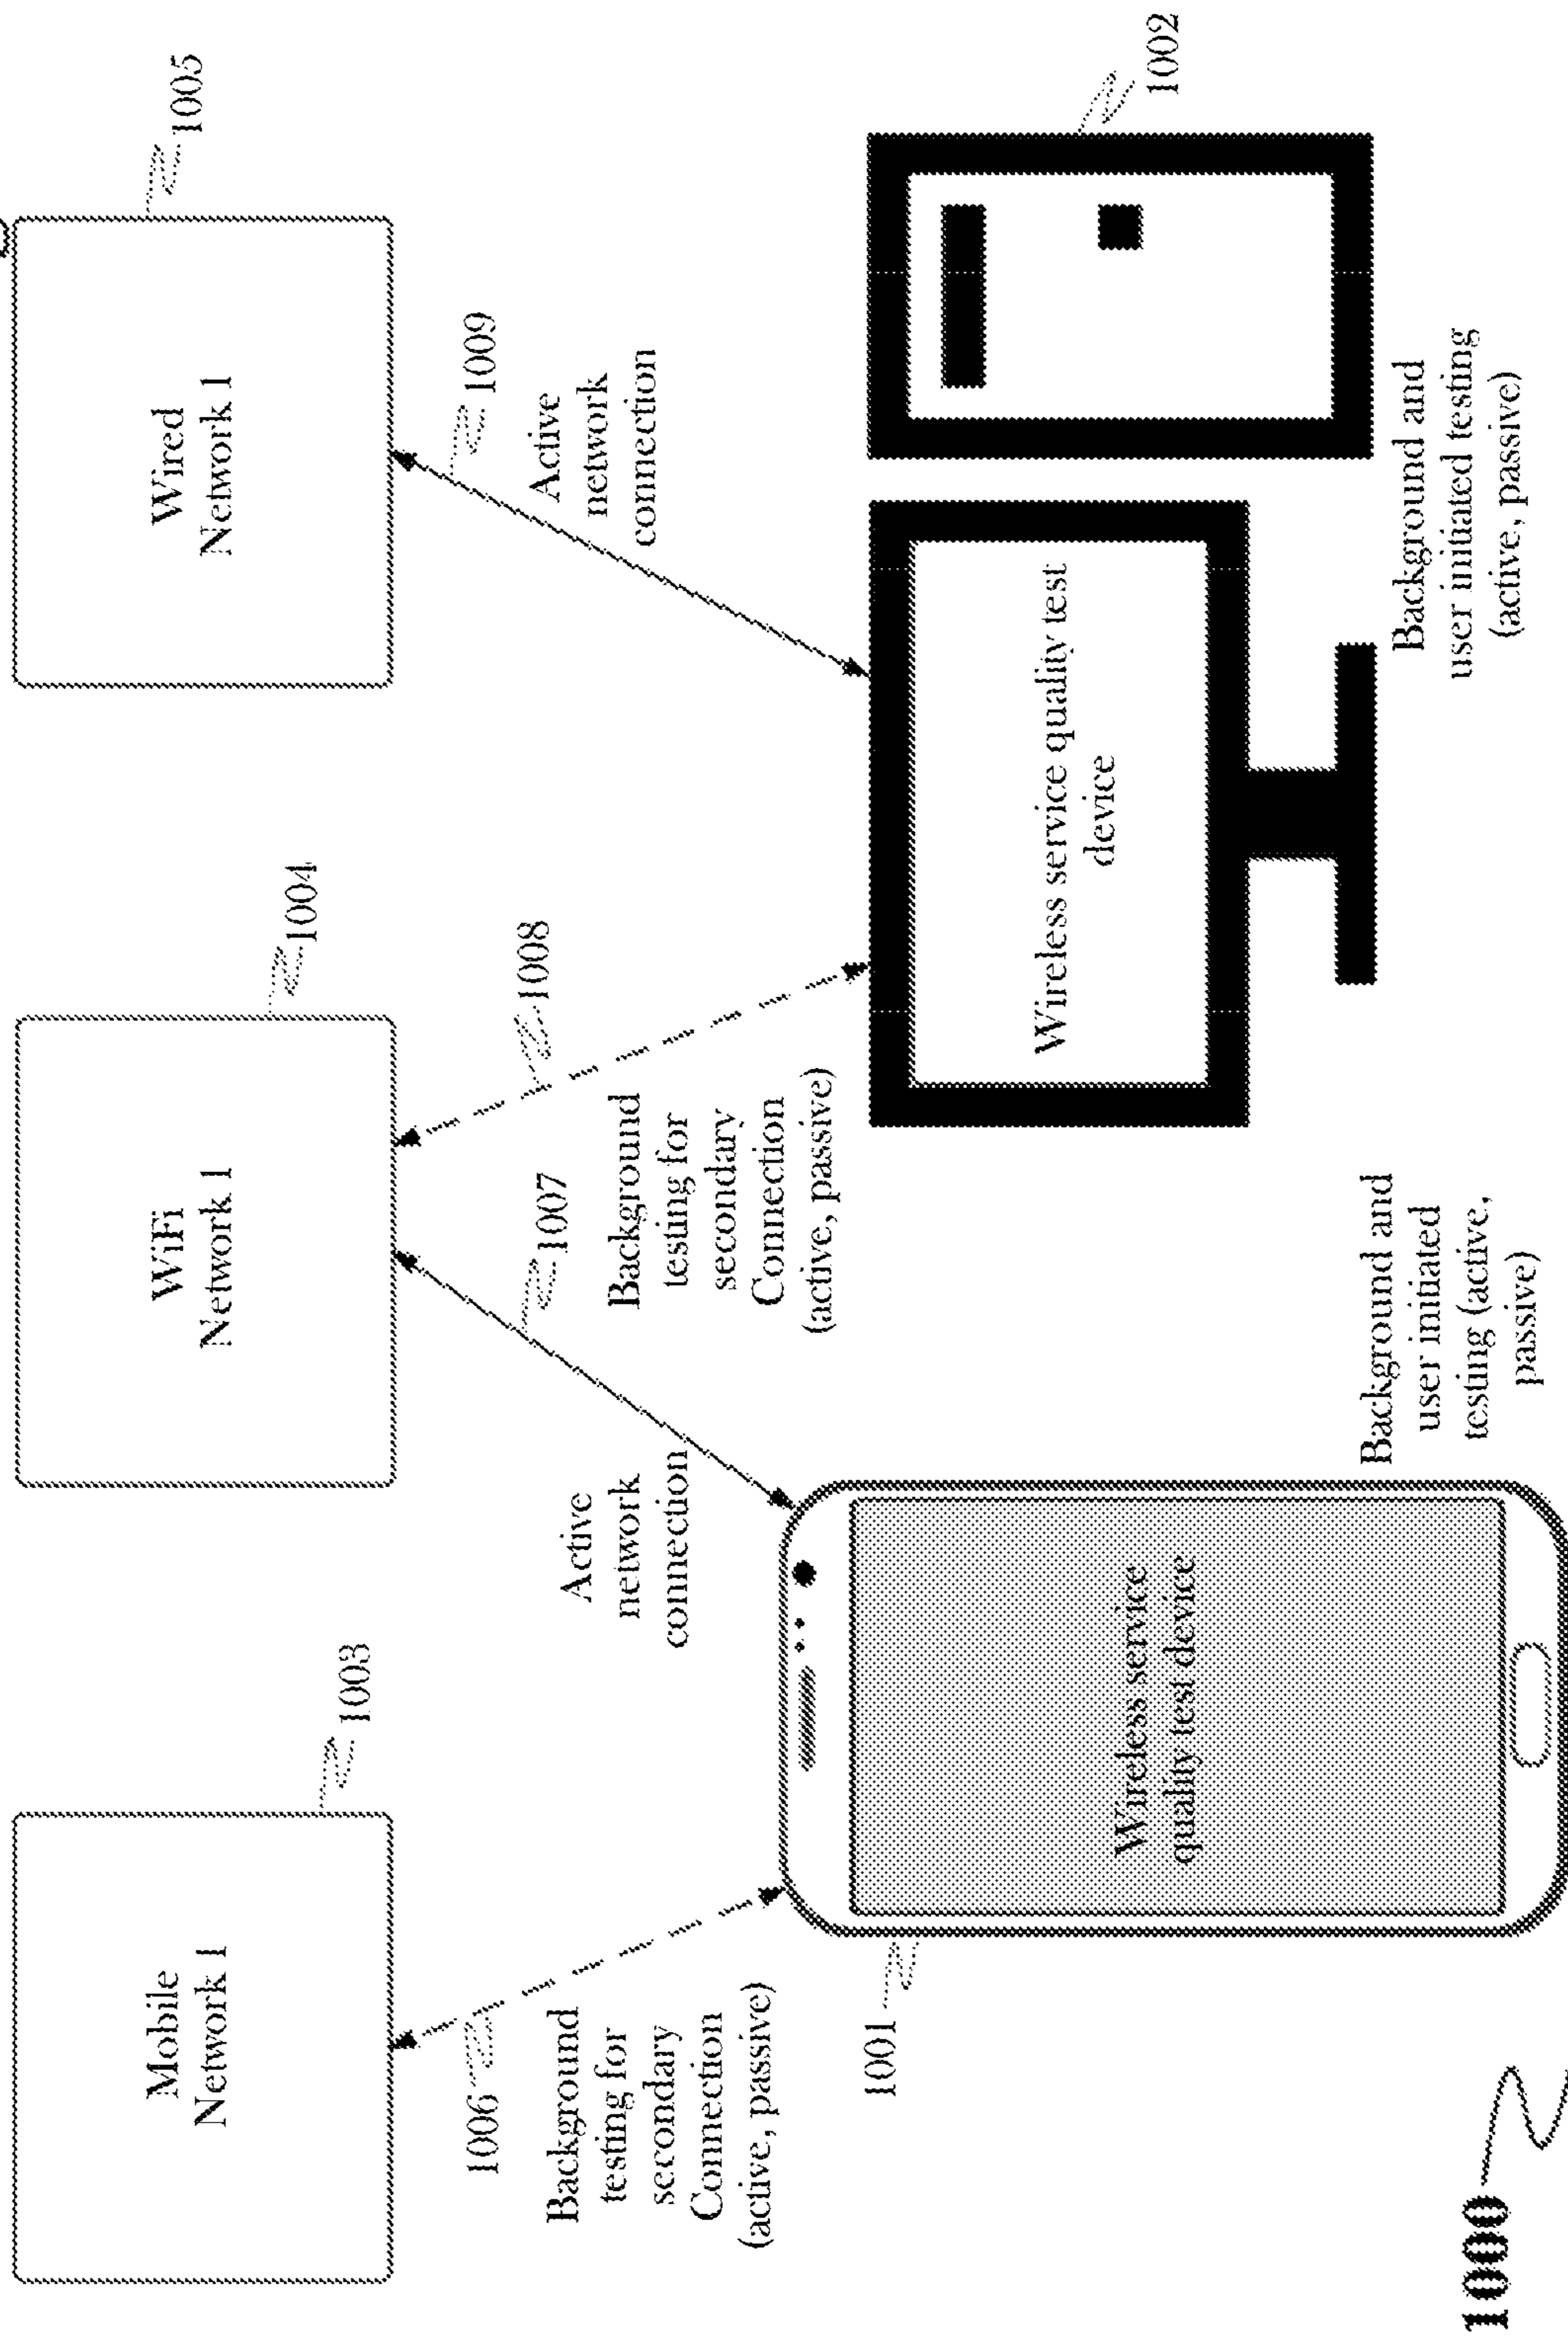 Mobile
Network 1
1003
WiFi
Network 1
1004
Wired
Network 1
1005
1006
Background
testing for
secondary
Connection
(active, passive)
Active
network
connection
1007
Background
testing for
secondary
Connection
(active, passive)
1008
Active
network
connection
1009
1001
Wireless service
quality test device
Background and
user initiated
testing (active,
passive)
Wireless service quality test
device
1002
Background and
user initiated testing
(active, passive)
1000